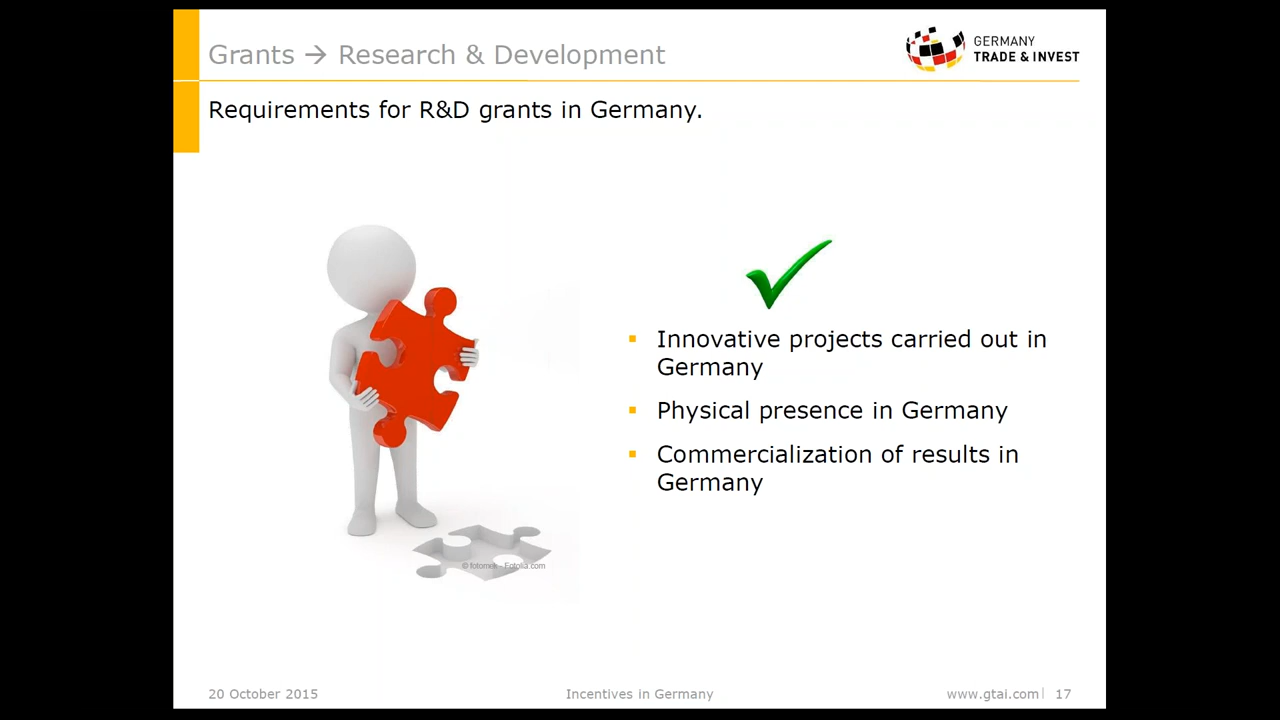 Grants → Research & Development
GERMANY
TRADE & INVEST
Requirements for R&D grants in Germany.
▪ Innovative projects carried out in
Germany
▪ Physical presence in Germany
▪ Commercialization of results in
Germany
© fotomek - Fotolia.com
20 October 2015
Incentives in Germany
www.gtai.com | 17